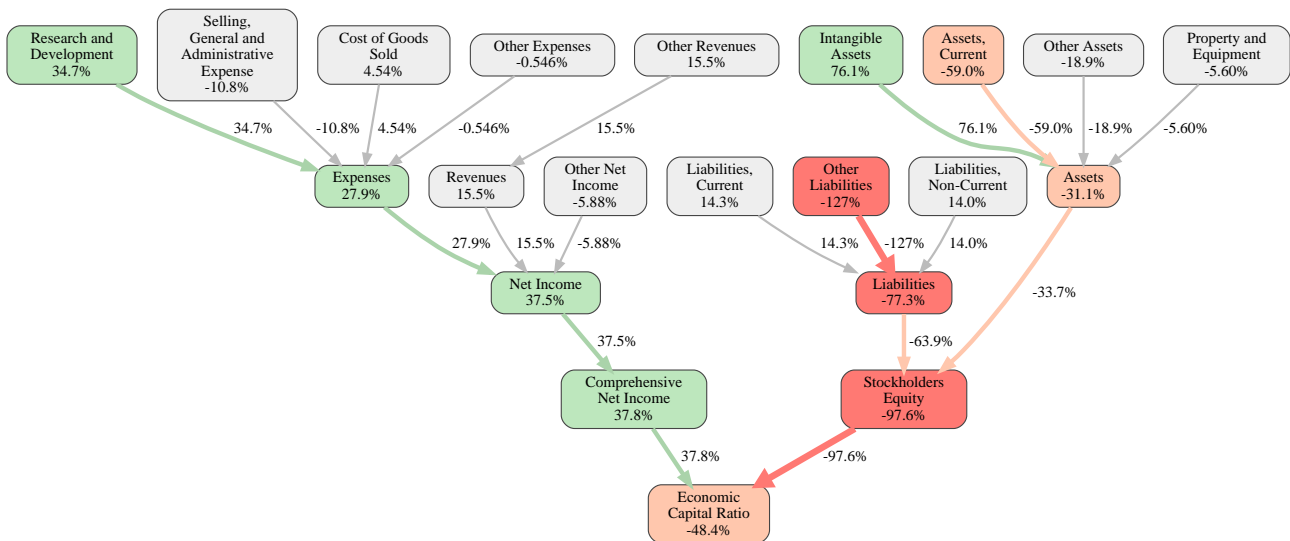 Research and
Development
34.7%
Selling,
General and
Administrative
Expense
-10.8%
Cost of Goods
Sold
4.54%
Other Expenses
-0.546%
Other Revenues
15.5%
Intangible
Assets
76.1%
Assets,
Current
-59.0%
Other Assets
-18.9%
Property and
Equipment
-5.60%
34.7%
-10.8%
4.54%
-0.546%
15.5%
76.1%
-59.0%
-18.9%
-5.60%
Expenses
27.9%
Revenues
15.5%
Other Net
Income
-5.88%
Liabilities,
Current
14.3%
Other
Liabilities
-127%
Liabilities,
Non-Current
14.0%
Assets
-31.1%
27.9%
15.5%
-5.88%
14.3%
-127%
14.0%
-33.7%
Net Income
37.5%
Liabilities
-77.3%
37.5%
-63.9%
Comprehensive
Net Income
37.8%
Stockholders
Equity
-97.6%
37.8%
-97.6%
Economic
Capital Ratio
-48.4%